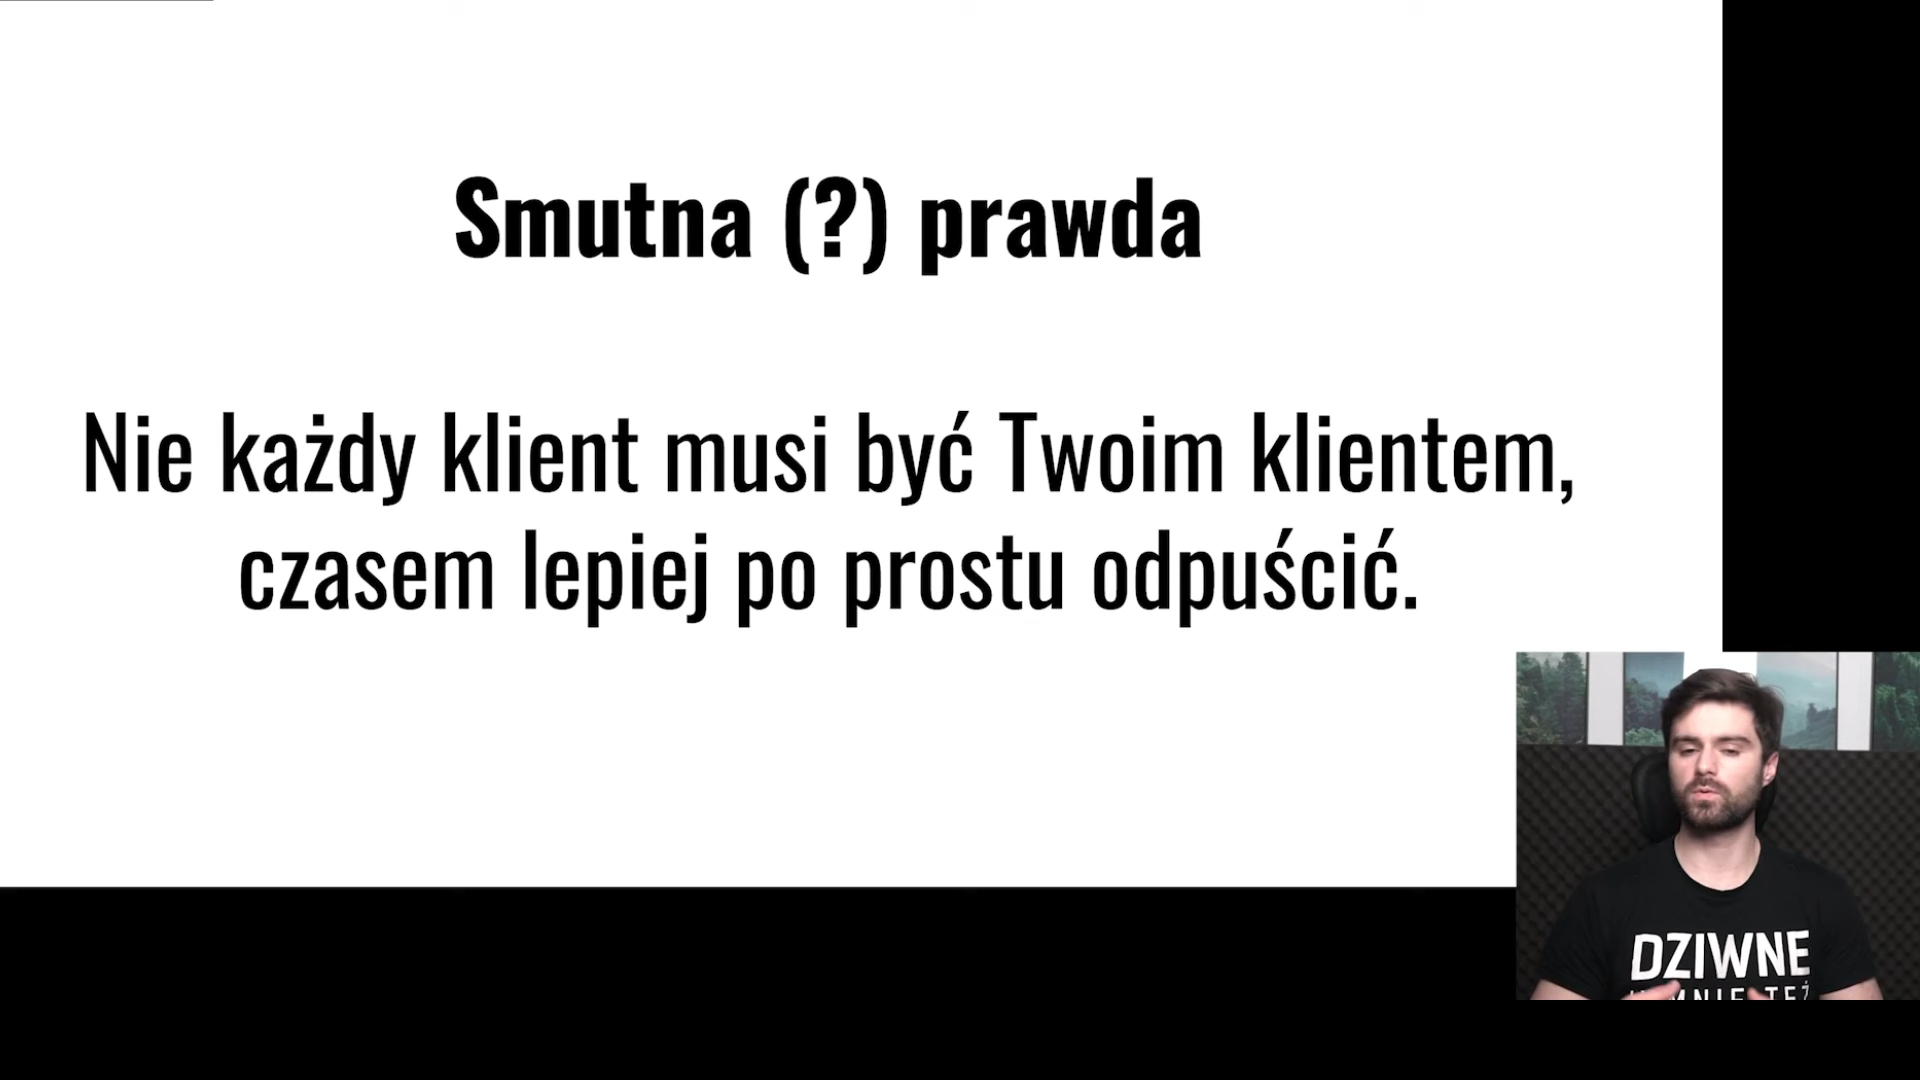 Smutna (?) prawda
Nie każdy klient musi być Twoim klientem,
czasem lepiej po prostu odpuścić.
DZIWNE